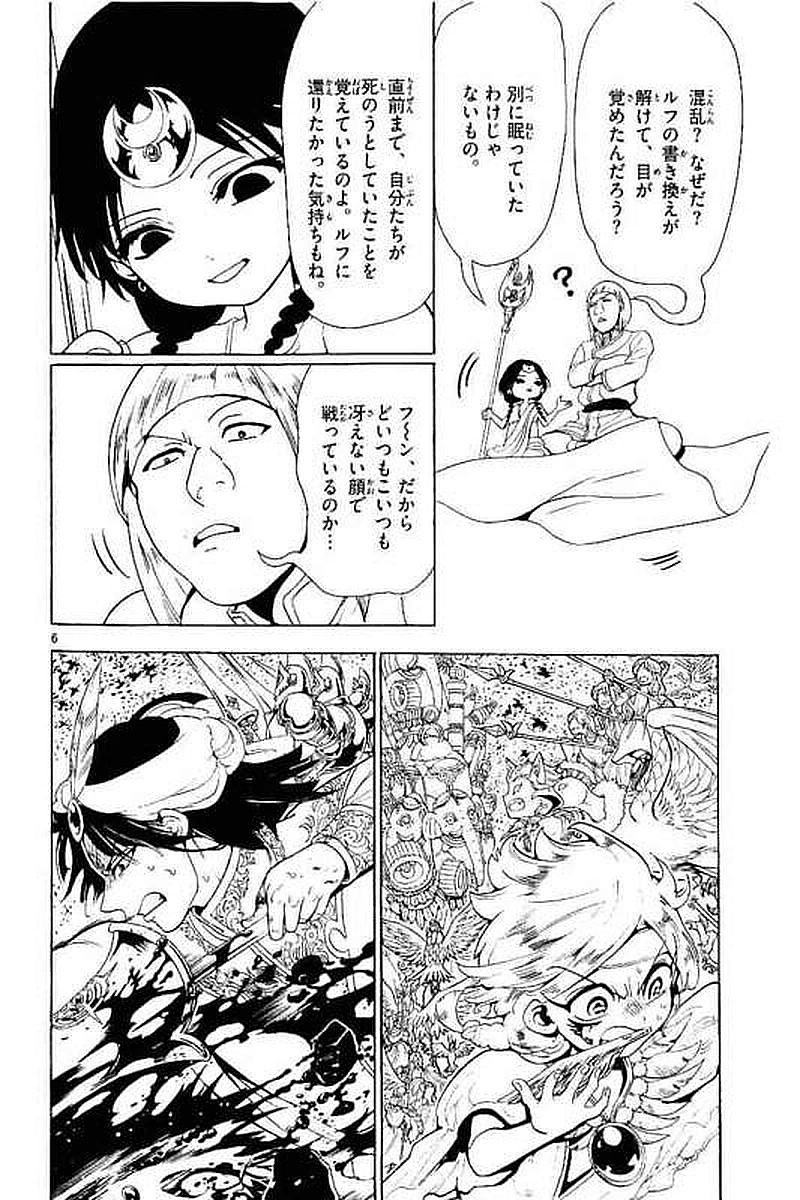 混乱？なぜだ？
ルフの書き換えが
解けて、目が
覚めたんだろう？
別に眠っていた
わけじゃ
ないもの。
?
直前まで、自分たちが
死のうとしていたことを
覚えているのよ。ルフに
還りたかった気持ちもね。
フ〜ン、だから
どいつもこいつも
冴えない顔で
戦っているのか…
6